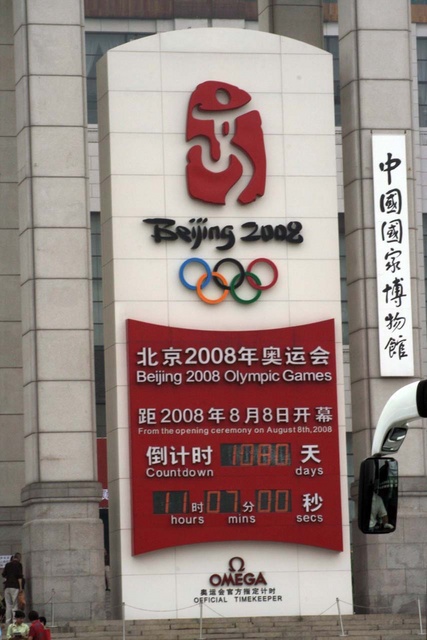 Beijing 2008
北京2008年奥运会
Beijing 2008 Olympic Games
距2008年8月8日开幕
From the opening ceremony on August 8th, 2008
倒计时 1080 天
Countdown days
时 分 00 秒
hours mins secs
Ω
OMEGA
奥运会官方指定计时
OFFICIAL TIMEKEEPER
中國國家博物館